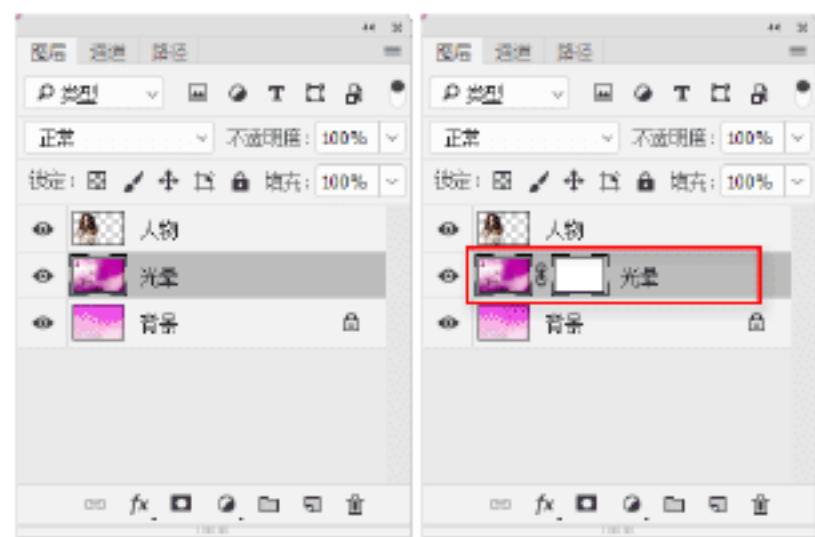 图层 通道 路径
类型 T
正常 不透明度: 100%
锁定: 填充: 100%
人物
光晕
背景
fx
图层 通道 路径
类型 T
正常 不透明度: 100%
锁定: 填充: 100%
人物
光晕
背景
fx